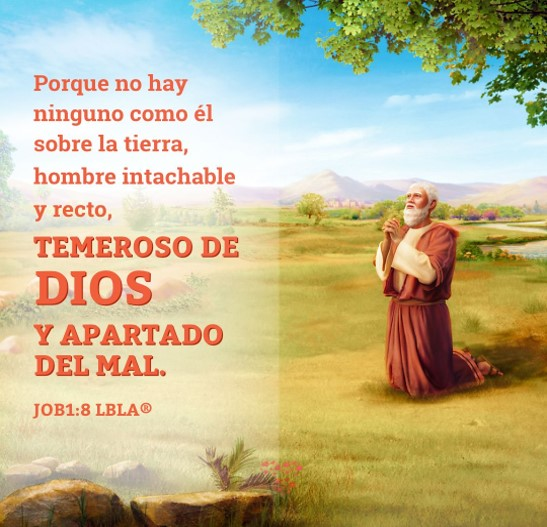 Porque no hay
ninguno como él
sobre la tierra,
hombre intachable
y recto,
TEMEROSO DE
DIOS
Y APARTADO
DEL MAL.
JOB1:8 LBLA®